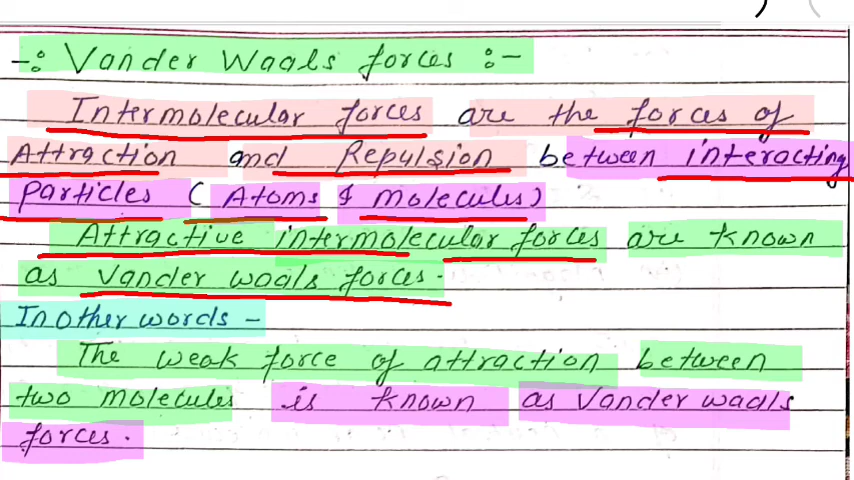 -: Vander Waals forces :-
Intermolecular forces are the forces of
Attraction and Repulsion between interacting
particles (Atoms & molecules)
Attractive intermolecular forces are known
as Vander waals forces.
In other words -
The weak force of attraction between
two molecules is known as Vander waals
forces.